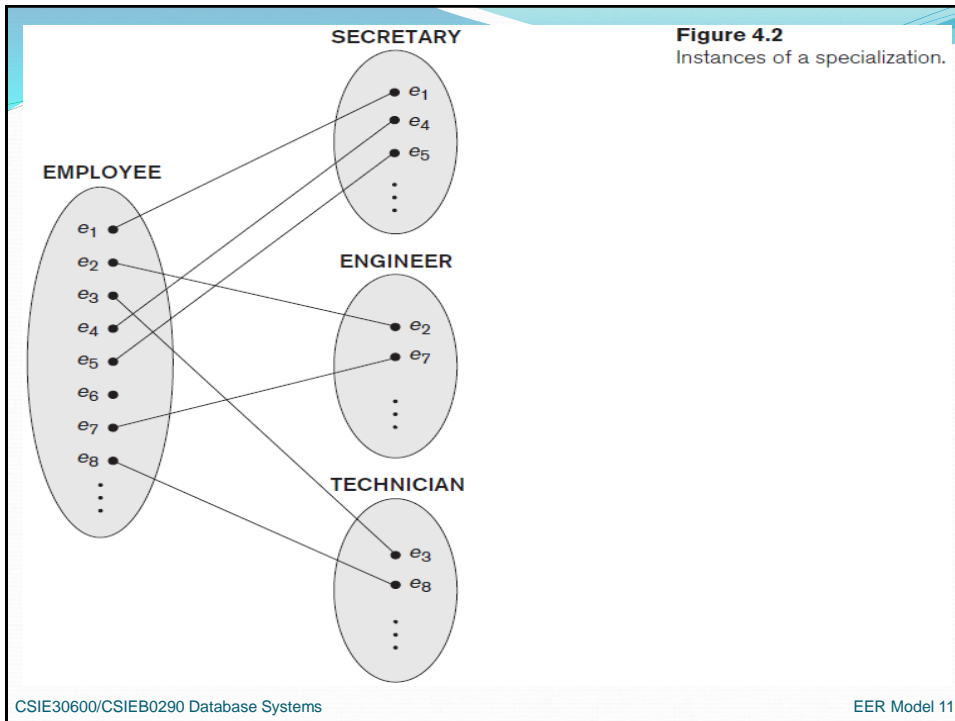 Figure 4.2
Instances of a specialization.
EMPLOYEE
e1
e2
e3
e4
e5
e6
e7
e8
SECRETARY
e1
e4
e5
ENGINEER
e2
e7
TECHNICIAN
e3
e8
CSIE30600/CSIEB0290 Database Systems
EER Model 11